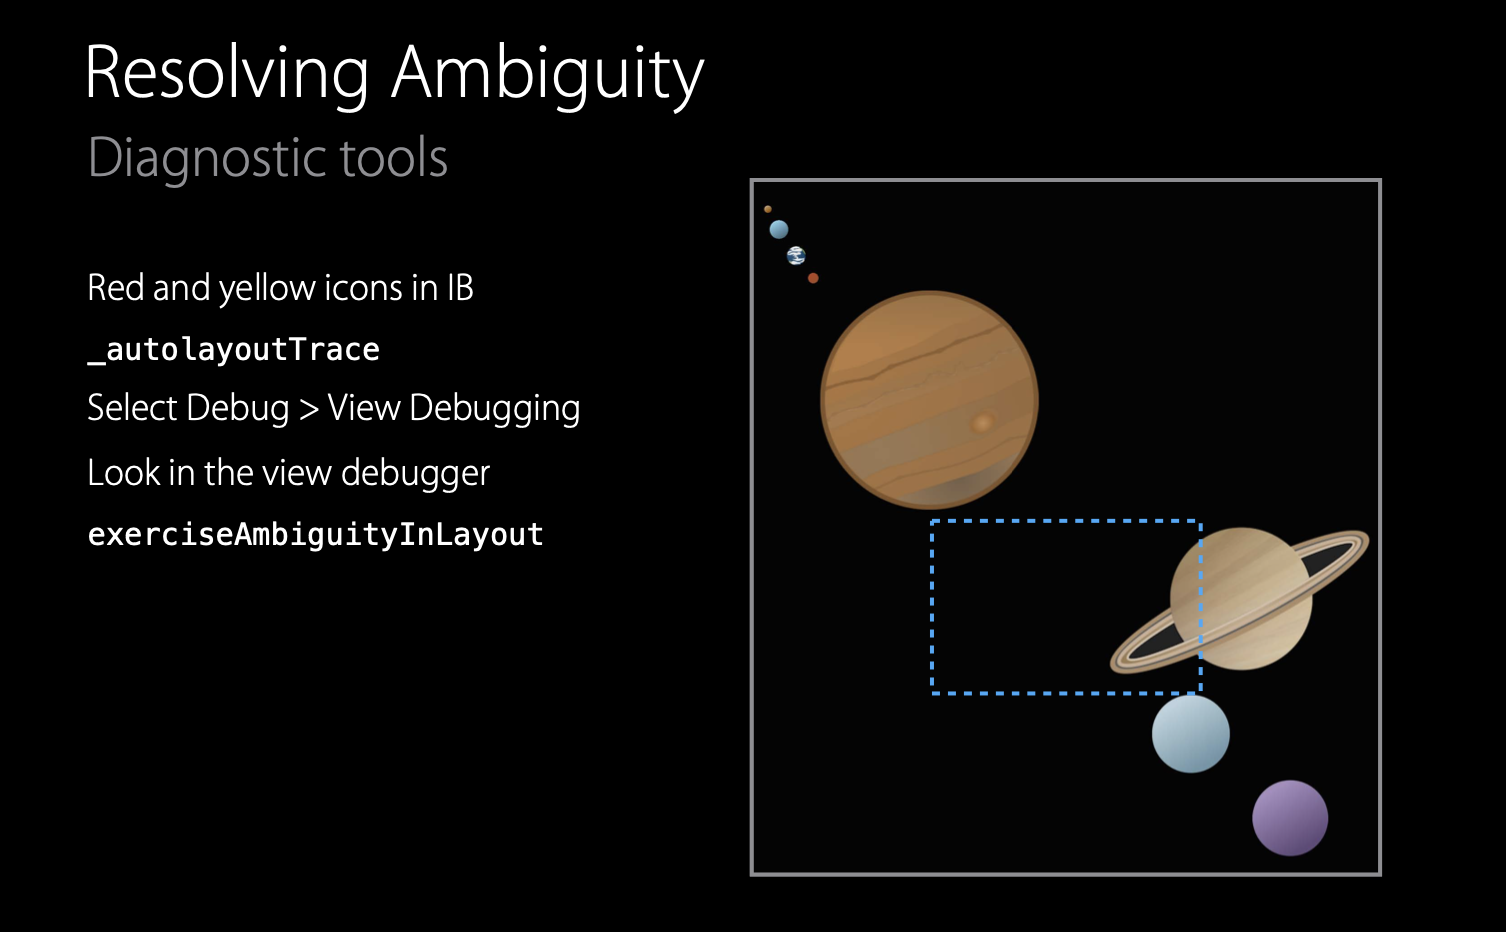 Resolving Ambiguity
Diagnostic tools
Red and yellow icons in IB
_autolayoutTrace
Select Debug > View Debugging
Look in the view debugger
exerciseAmbiguityInLayout